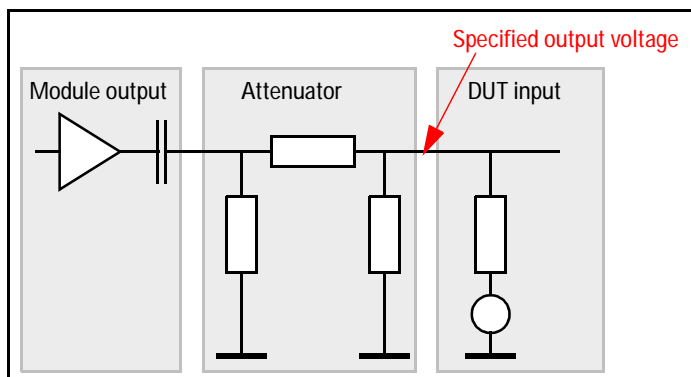 Specified output voltage
Module output
Attenuator
DUT input